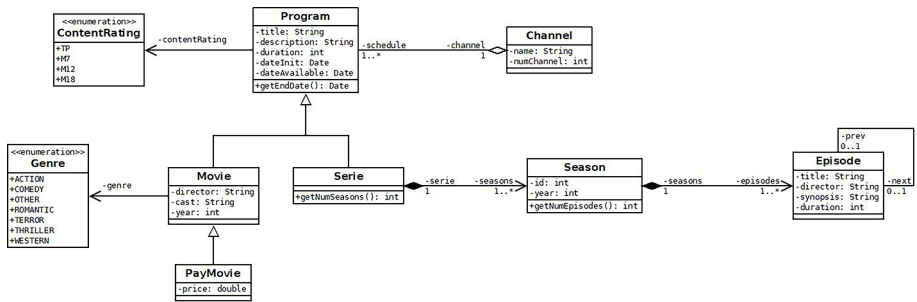 <<enumeration>>
ContentRating
+TP
+M7
+M12
+M18
-contentRating
Program
-title: String
-description: String
-duration: int
-dateInit: Date
-dateAvailable: Date
+getEndDate(): Date
-schedule
1..*
-channel
1
Channel
-name: String
-numChannel: int
<<enumeration>>
Genre
+ACTION
+COMEDY
+OTHER
+ROMANTIC
+TERROR
+THRILLER
+WESTERN
-genre
Movie
-director: String
-cast: String
-year: int
Serie
+getNumSeasons(): int
-serie
1
-seasons
1..*
Season
-id: int
-year: int
+getNumEpisodes(): int
-seasons
1
-episodes
1..*
-prev
0..1
Episode
-title: String
-director: String
-synopsis: String
-duration: int
-next
0..1
PayMovie
-price: double